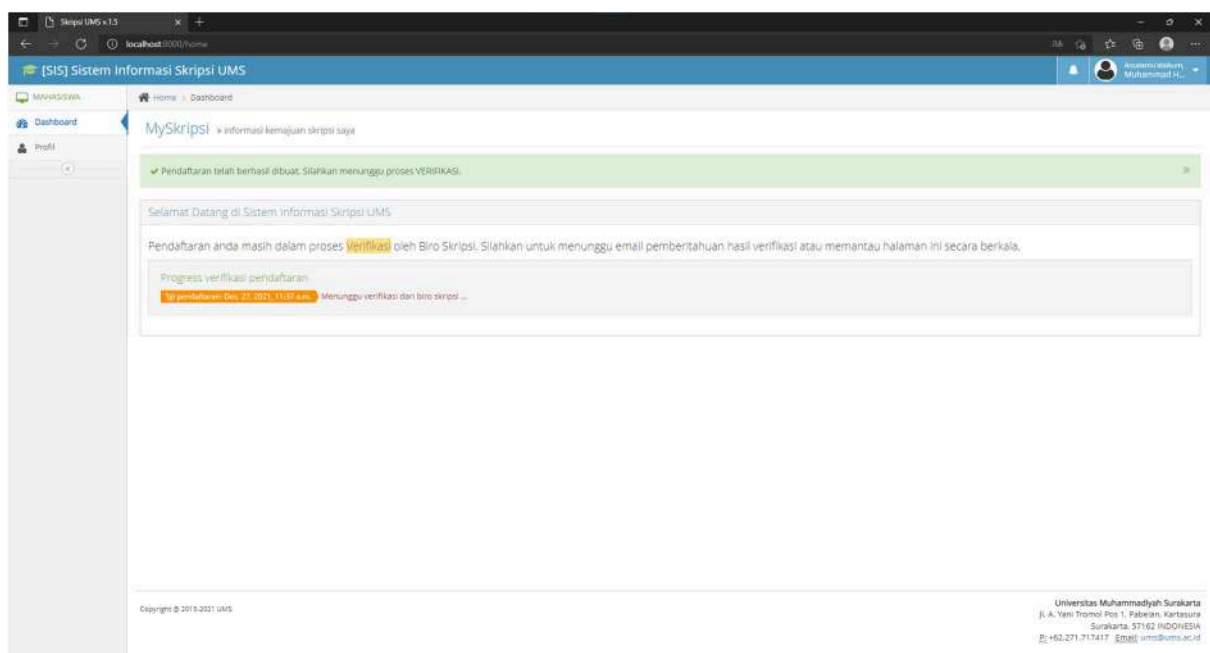 Skripsi UMS v.1.5
localhost:8000/home
[SIS] Sistem Informasi Skripsi UMS
Assalamu'alaikum,
Muhammad H...
MAHASISWA
Home Dashboard
Dashboard
MySkripsi » informasi kemajuan skripsi saya
Profil
Pendaftaran telah berhasil dibuat. Silahkan menunggu proses VERIFIKASI.
Selamat Datang di Sistem Informasi Skripsi UMS
Pendaftaran anda masih dalam proses Verifikasi oleh Biro Skripsi. Silahkan untuk menunggu email pemberitahuan hasil verifikasi atau memantau halaman ini secara berkala.
Progress verifikasi pendaftaran
Tgl pendaftaran: Dec. 27, 2021, 11:37 a.m. Menunggu verifikasi dari biro skripsi ...
Copyright @ 2015-2021 UMS
Universitas Muhammadiyah Surakarta
Jl. A. Yani Tromol Pos 1. Pabelan. Kartasura
Surakarta. 57162 INDONESIA
P: +62.271.717417 Email: ums@ums.ac.id